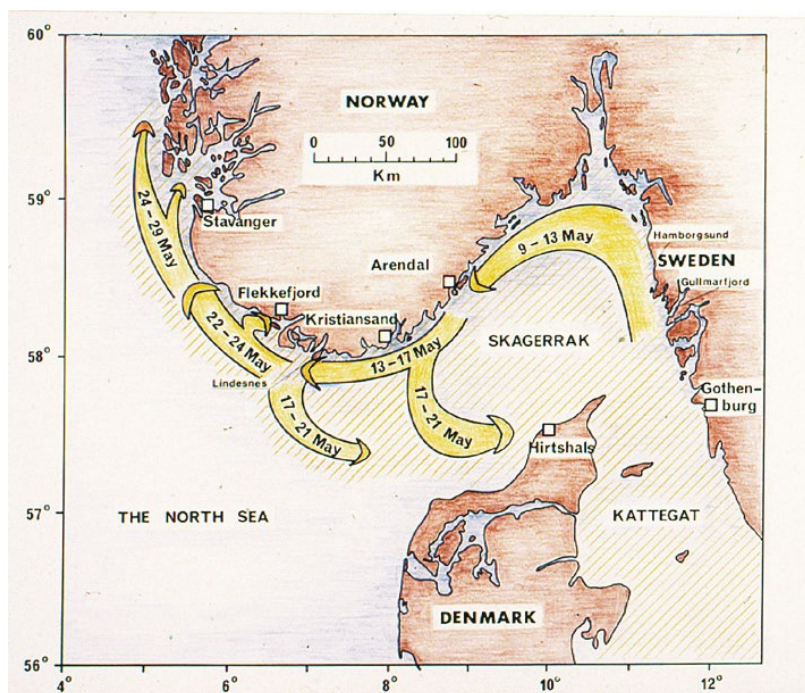 60°
NORWAY
0 50 100
Km
59°
24 – 29 May
Stavanger
9 – 13 May
Hamborgsund
SWEDEN
Gullmarfjord
Arendal
Flekkefjord
Kristiansand
22 – 24 May
SKAGERRAK
58°
13 – 17 May
Lindesnes
17 – 21 May
17 – 21 May
Gothen-
burg
Hirtshals
57°
THE NORTH SEA
KATTEGAT
DENMARK
56°
4° 6° 8° 10° 12°